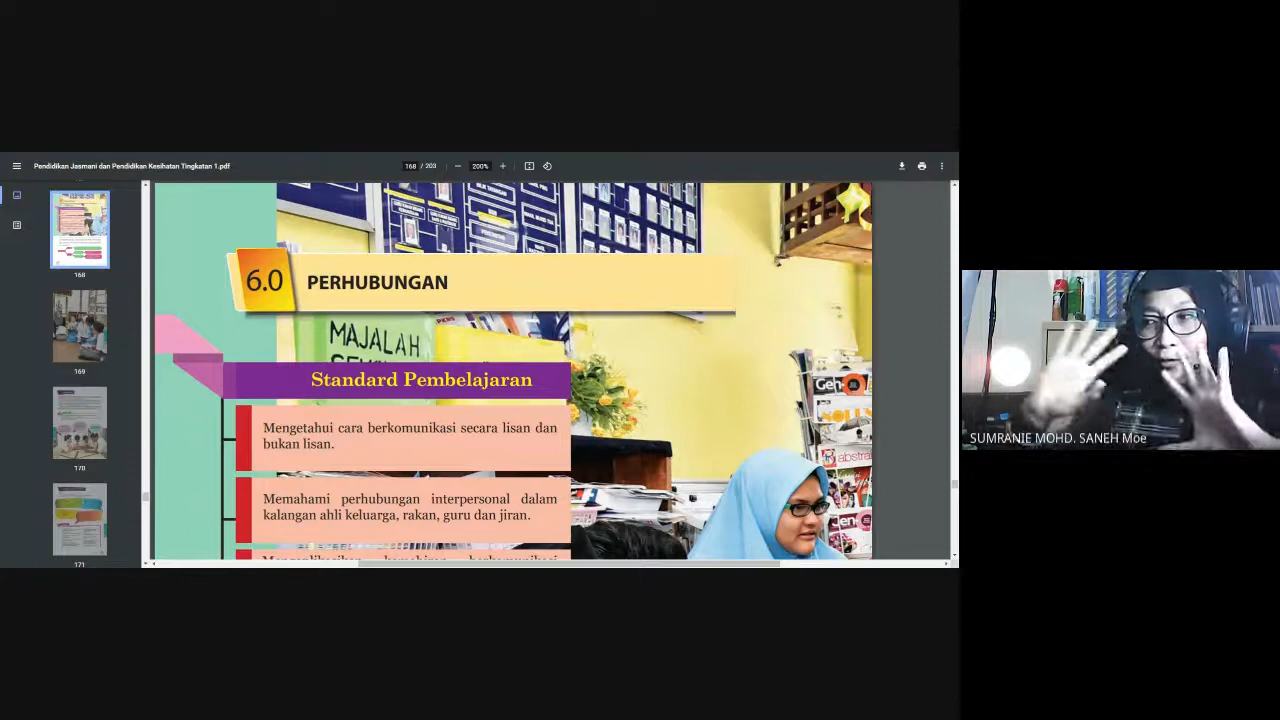 Pendidikan Jasmani dan Pendidikan Kesihatan Tingkatan 1.pdf
168 / 203
200%
6.0
PERHUBUNGAN
MAJALAH
Standard Pembelajaran
Mengetahui cara berkomunikasi secara lisan dan
bukan lisan.
Memahami perhubungan interpersonal dalam
kalangan ahli keluarga, rakan, guru dan jiran.
168
169
170
171
SUMRANIE MOHD. SANEH Moe